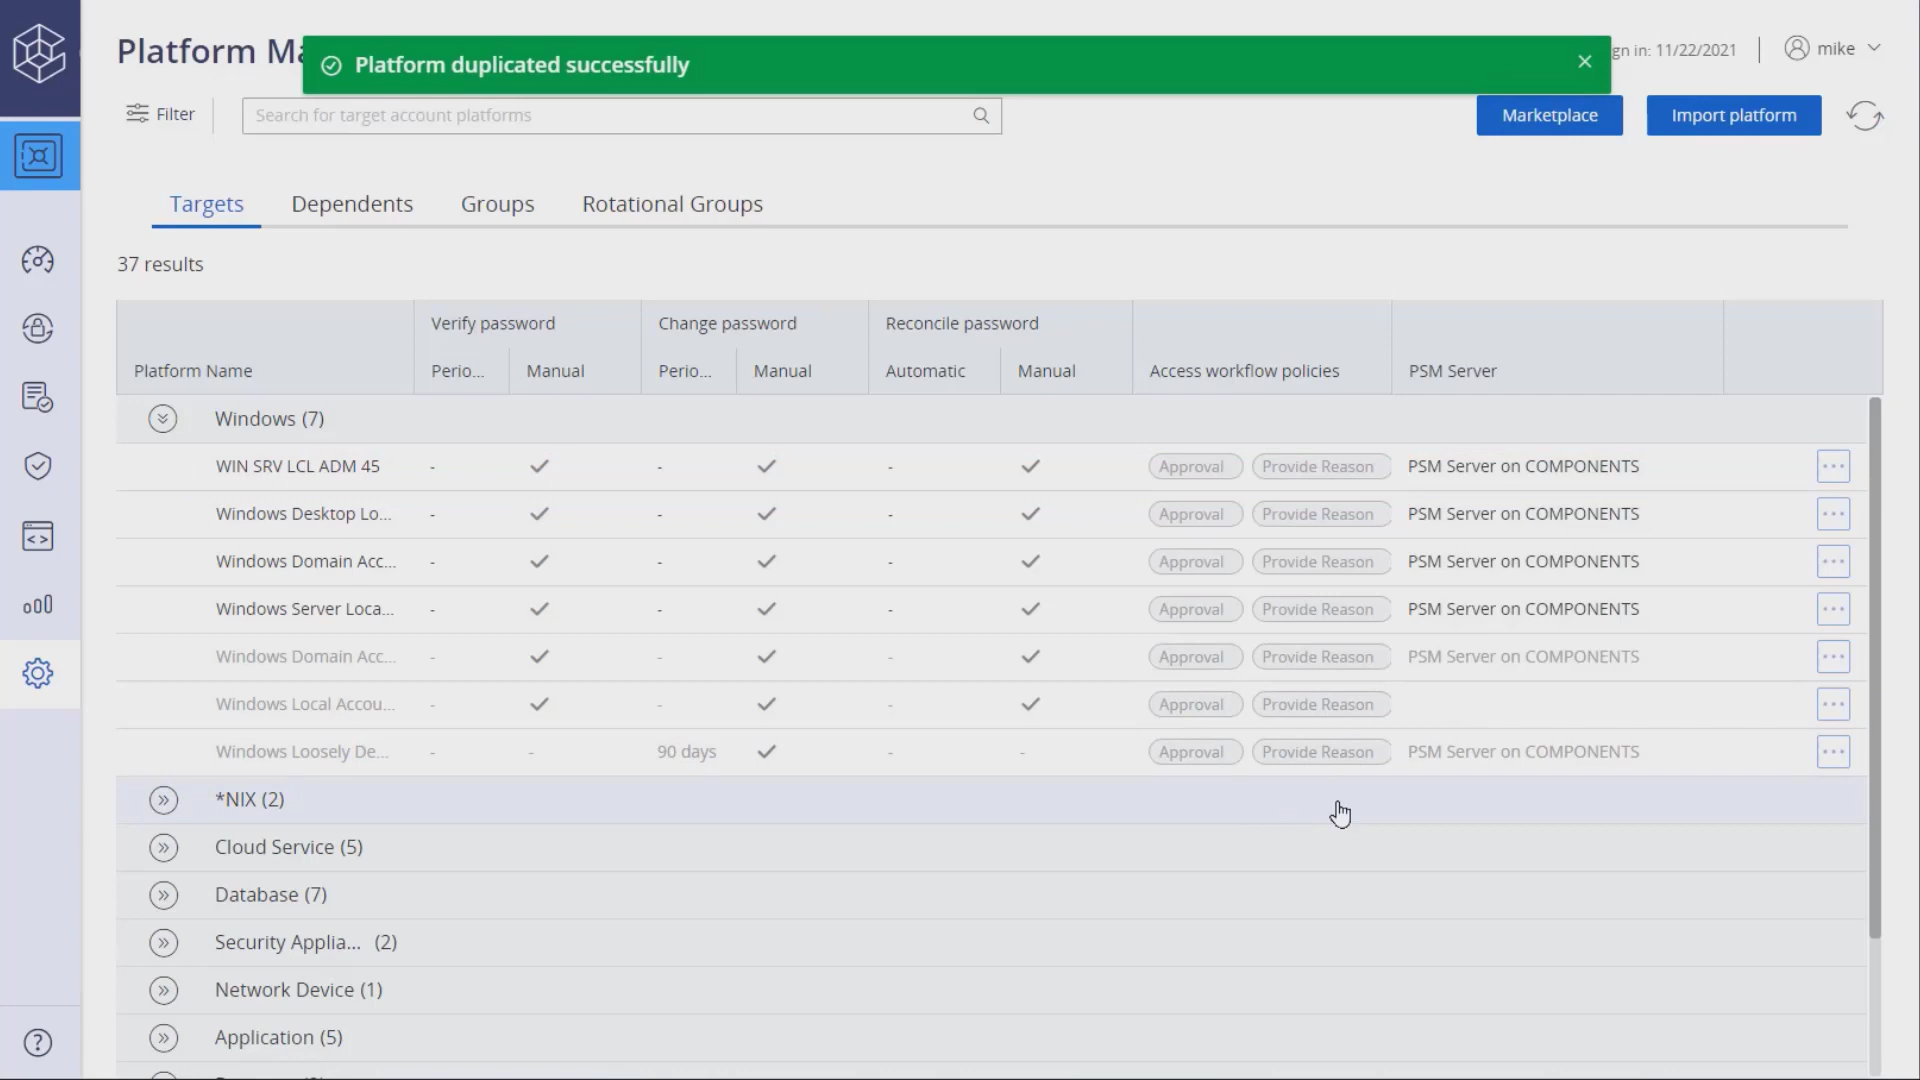 Platform Ma
Platform duplicated successfully
gn in: 11/22/2021
mike
Filter
Search for target account platforms
Marketplace
Import platform
Targets
Dependents
Groups
Rotational Groups
37 results
Verify password
Change password
Reconcile password
Platform Name
Perio...
Manual
Perio...
Manual
Automatic
Manual
Access workflow policies
PSM Server
Windows (7)
WIN SRV LCL ADM 45 - - - Approval Provide Reason PSM Server on COMPONENTS
Windows Desktop Lo... - - - Approval Provide Reason PSM Server on COMPONENTS
Windows Domain Acc... - - - Approval Provide Reason PSM Server on COMPONENTS
Windows Server Loca... - - - Approval Provide Reason PSM Server on COMPONENTS
Windows Domain Acc... - - - Approval Provide Reason PSM Server on COMPONENTS
Windows Local Accou... - - - Approval Provide Reason
Windows Loosely De... - - 90 days - - Approval Provide Reason PSM Server on COMPONENTS
*NIX (2)
Cloud Service (5)
Database (7)
Security Applia... (2)
Network Device (1)
Application (5)